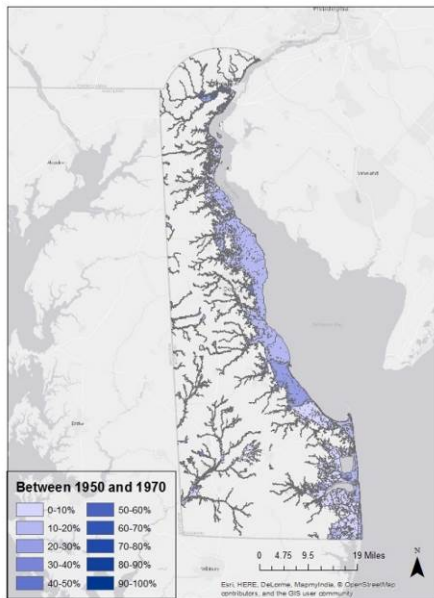 Philadelphia
Vineland
Between 1950 and 1970
0-10%
10-20%
20-30%
30-40%
40-50%
50-60%
60-70%
70-80%
80-90%
90-100%
0 4.75 9.5 19 Miles
N
Esri, HERE, DeLorme, MapmyIndia, © OpenStreetMap
contributors, and the GIS user community